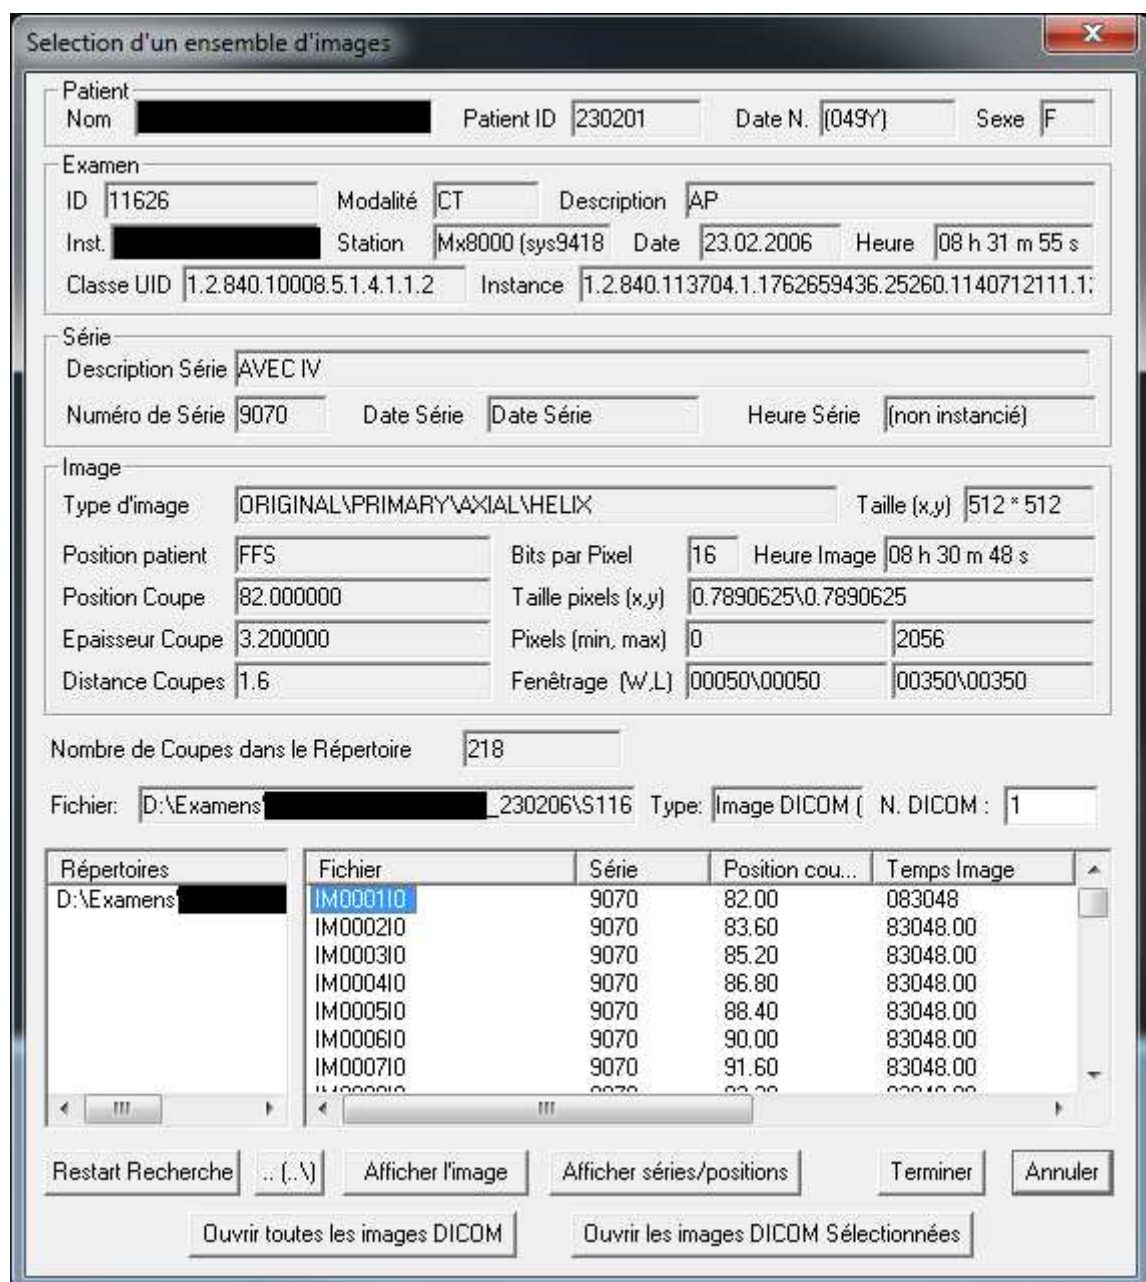 Selection d'un ensemble d'images
Patient
Nom Patient ID 230201 Date N. (049Y) Sexe F
Examen
ID 11626 Modalité CT Description AP
Inst. Station Mx8000 (sys9418 Date 23.02.2006 Heure 08 h 31 m 55 s
Classe UID 1.2.840.10008.5.1.4.1.1.2 Instance 1.2.840.113704.1.1762659436.25260.1140712111.12
Série
Description Série AVEC IV
Numéro de Série 9070 Date Série Date Série Heure Série (non instancié)
Image
Type d'image ORIGINAL\PRIMARY\AXIAL\HELIX Taille (x,y) 512 * 512
Position patient FFS Bits par Pixel 16 Heure Image 08 h 30 m 48 s
Position Coupe 82.000000 Taille pixels (x,y) 0.7890625\0.7890625
Epaisseur Coupe 3.200000 Pixels (min, max) 0 2056
Distance Coupes 1.6 Fenêtrage (W,L) 00050\00050 00350\00350
Nombre de Coupes dans le Répertoire 218
Fichier: D:\Examens\ _230206\S116 Type: Image DICOM ( N. DICOM : 1
Répertoires Fichier Série Position cou... Temps Image
D:\Examens\ IM0001I0 9070 82.00 083048
IM0002I0 9070 83.60 83048.00
IM0003I0 9070 85.20 83048.00
IM0004I0 9070 86.80 83048.00
IM0005I0 9070 88.40 83048.00
IM0006I0 9070 90.00 83048.00
IM0007I0 9070 91.60 83048.00
Restart Recherche .. (..\) Afficher l'image Afficher séries/positions Terminer Annuler
Ouvrir toutes les images DICOM Ouvrir les images DICOM Sélectionnées